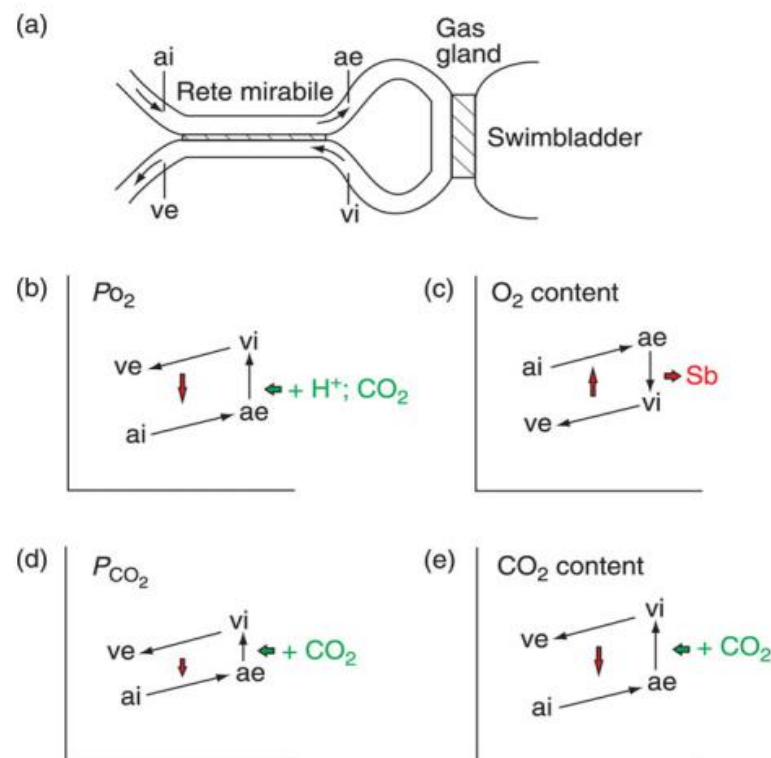 (a)
ai
ae
Gas
gland
Rete mirabile
Swimbladder
ve
vi
(b)
PO2
vi
ve
+ H+; CO2
ae
ai
(c)
O2 content
ae
ai
Sb
vi
ve
(d)
PCO2
vi
ve
+ CO2
ae
ai
(e)
CO2 content
vi
ve
+ CO2
ae
ai